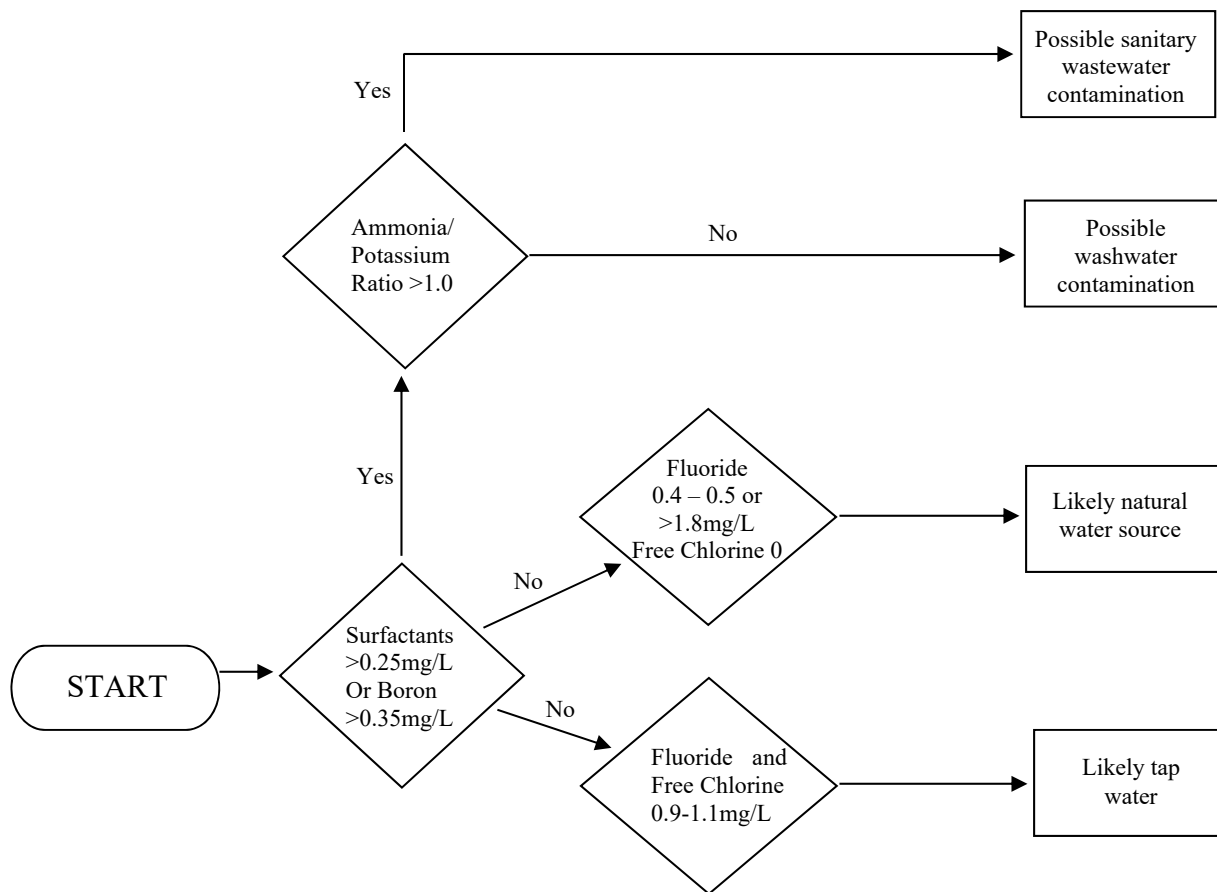 Possible sanitary
wastewater
contamination
Yes
Ammonia/
Potassium
Ratio >1.0
No
Possible
washwater
contamination
Yes
Fluoride
0.4 – 0.5 or
>1.8mg/L
Free Chlorine 0
Likely natural
water source
No
START
Surfactants
>0.25mg/L
Or Boron
>0.35mg/L
No
Fluoride and
Free Chlorine
0.9-1.1mg/L
Likely tap
water